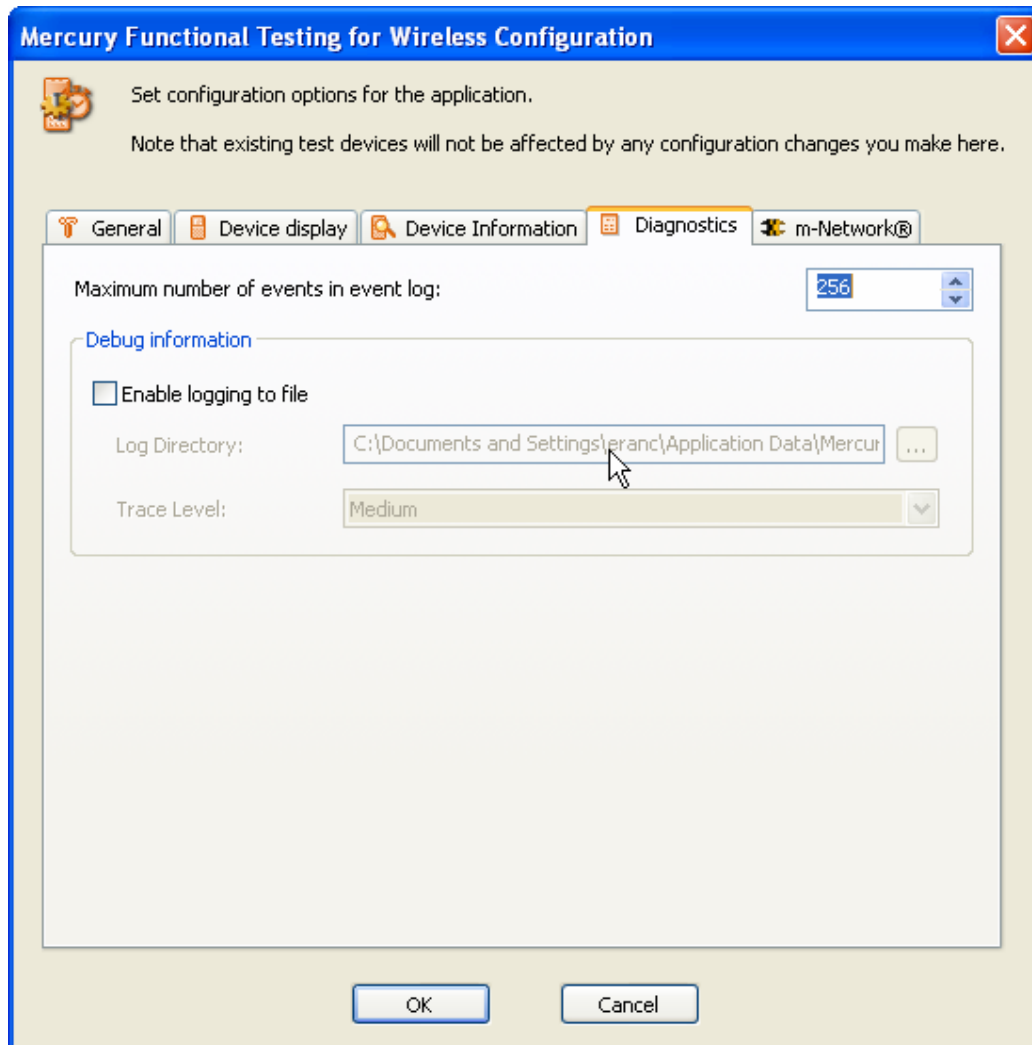 Mercury Functional Testing for Wireless Configuration
Set configuration options for the application.
Note that existing test devices will not be affected by any configuration changes you make here.
General Device display Device Information Diagnostics m-Network®
Maximum number of events in event log: 256
Debug information
Enable logging to file
Log Directory: C:\Documents and Settings\eranc\Application Data\Mercur ...
Trace Level: Medium
OK Cancel